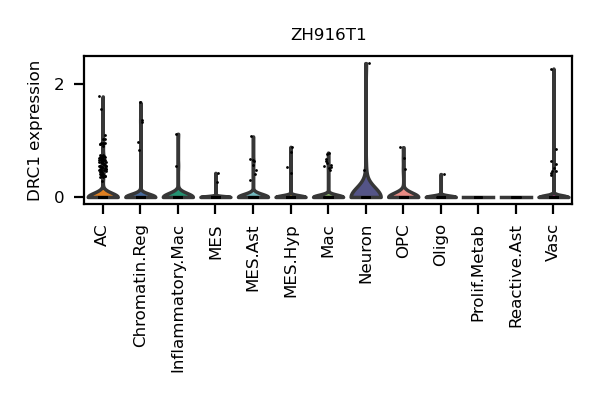 ZH916T1
DRC1 expression
2
0
AC
Chromatin.Reg
Inflammatory.Mac
MES
MES.Ast
MES.Hyp
Mac
Neuron
OPC
Oligo
Prolif.Metab
Reactive.Ast
Vasc